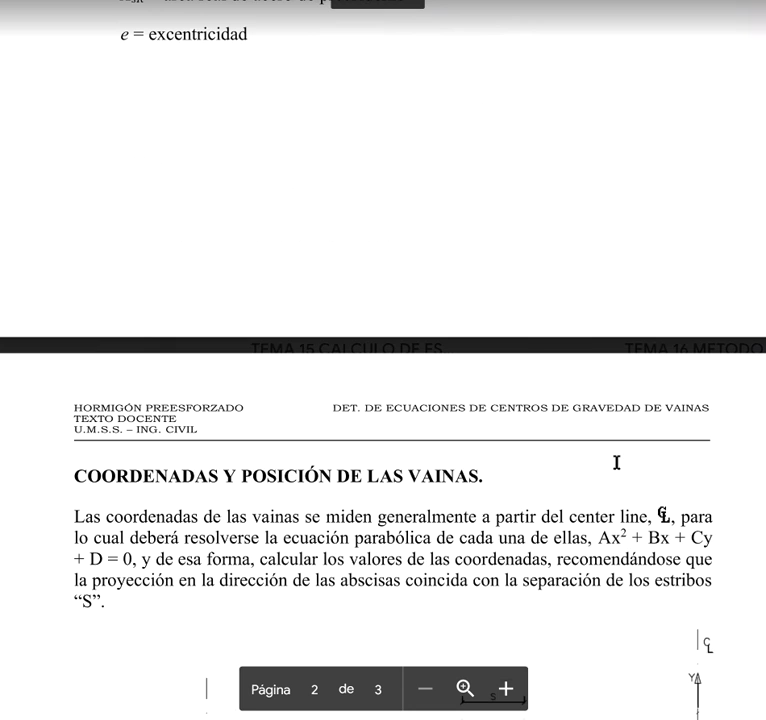 e = excentricidad
TEMA 15 CALCULO DE ES...
TEMA 16 METODO
HORMIGÓN PREESFORZADO
DET. DE ECUACIONES DE CENTROS DE GRAVEDAD DE VAINAS
TEXTO DOCENTE
U.M.S.S. – ING. CIVIL
COORDENADAS Y POSICIÓN DE LAS VAINAS.
Las coordenadas de las vainas se miden generalmente a partir del center line, ℄, para
lo cual deberá resolverse la ecuación parabólica de cada una de ellas, Ax² + Bx + Cy
+ D = 0, y de esa forma, calcular los valores de las coordenadas, recomendándose que
la proyección en la dirección de las abscisas coincida con la separación de los estribos
“S”.
℄
Y
Página 2 de 3
S